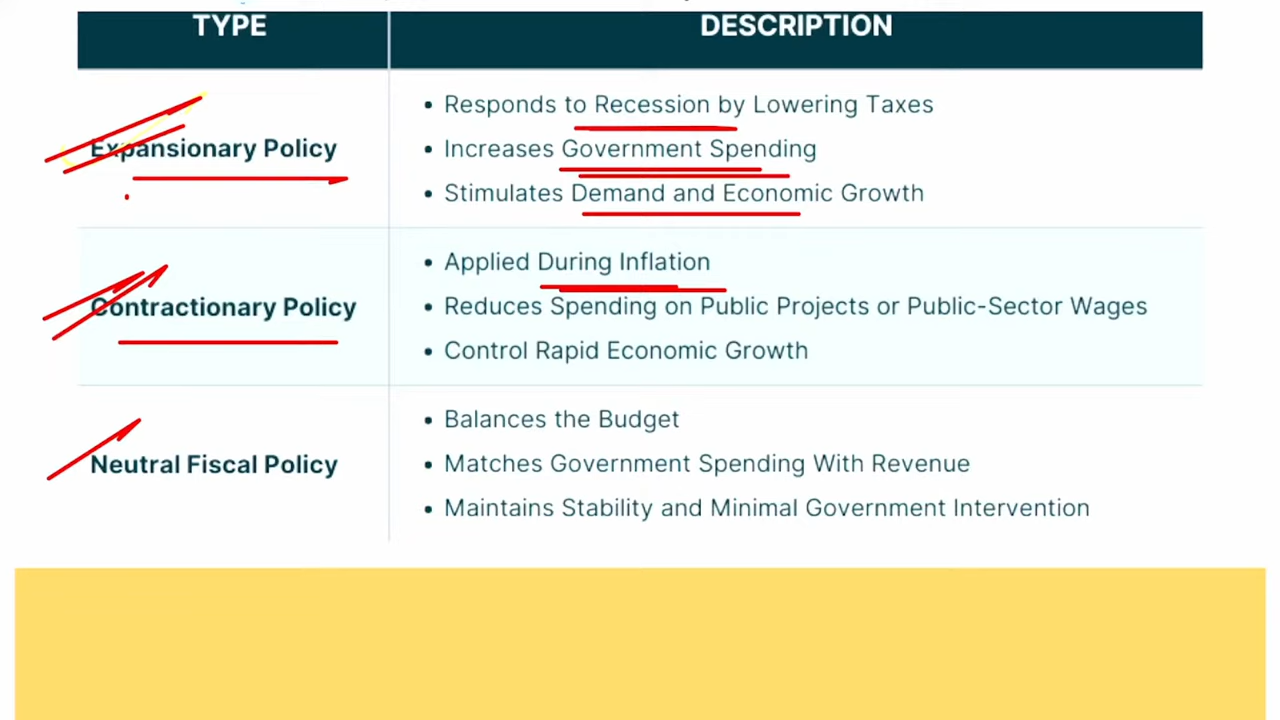 TYPE
DESCRIPTION
Expansionary Policy
• Responds to Recession by Lowering Taxes
• Increases Government Spending
• Stimulates Demand and Economic Growth
Contractionary Policy
• Applied During Inflation
• Reduces Spending on Public Projects or Public-Sector Wages
• Control Rapid Economic Growth
Neutral Fiscal Policy
• Balances the Budget
• Matches Government Spending With Revenue
• Maintains Stability and Minimal Government Intervention